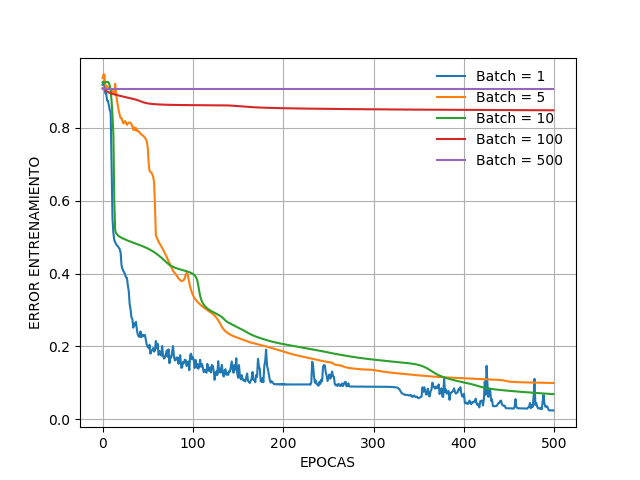 Batch = 1
Batch = 5
Batch = 10
Batch = 100
Batch = 500
ERROR ENTRENAMIENTO
0.8
0.6
0.4
0.2
0.0
0 100 200 300 400 500
EPOCAS